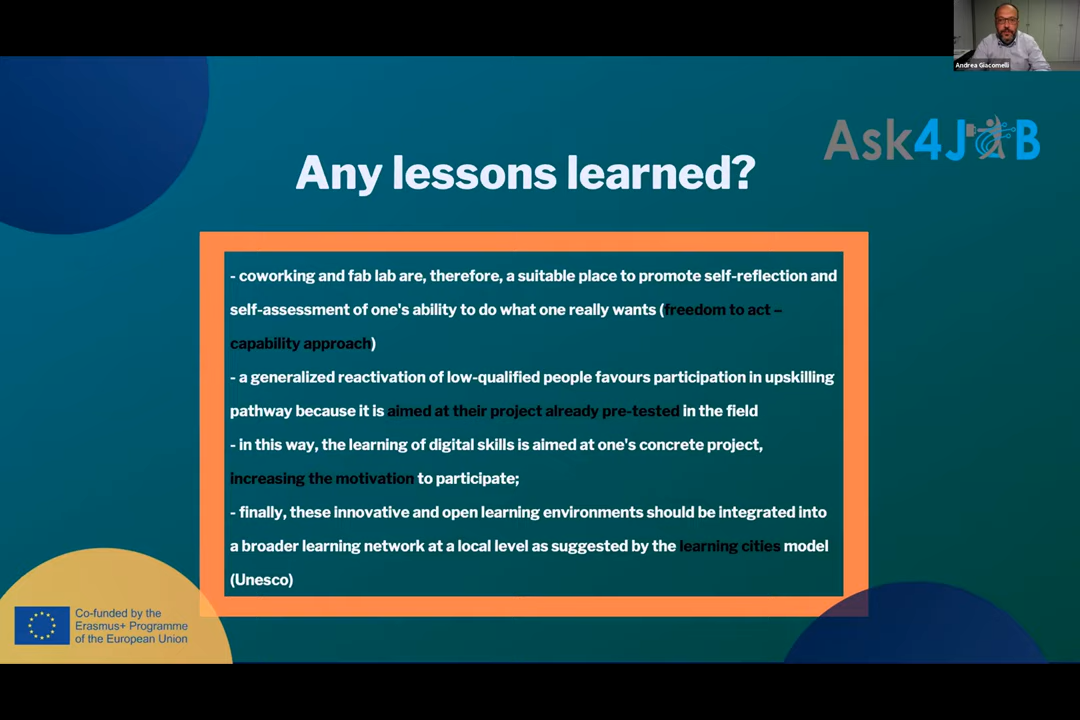 Andrea Giacomelli
Ask4JOB
Any lessons learned?
- coworking and fab lab are, therefore, a suitable place to promote self-reflection and
self-assessment of one's ability to do what one really wants (freedom to act –
capability approach)
- a generalized reactivation of low-qualified people favours participation in upskilling
pathway because it is aimed at their project already pre-tested in the field
- in this way, the learning of digital skills is aimed at one's concrete project,
increasing the motivation to participate;
- finally, these innovative and open learning environments should be integrated into
a broader learning network at a local level as suggested by the learning cities model
(Unesco)
Co-funded by the
Erasmus+ Programme
of the European Union